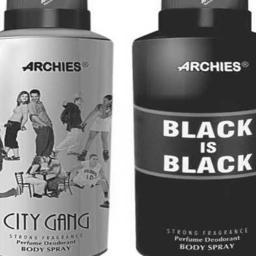 ARCHIES®
CITY GANG
STRONG FRAGRANCE
Perfume Deodorant
BODY SPRAY
ARCHIES®
BLACK
IS
BLACK
STRONG FRAGRANCE
Perfume Deodorant
BODY SPRAY